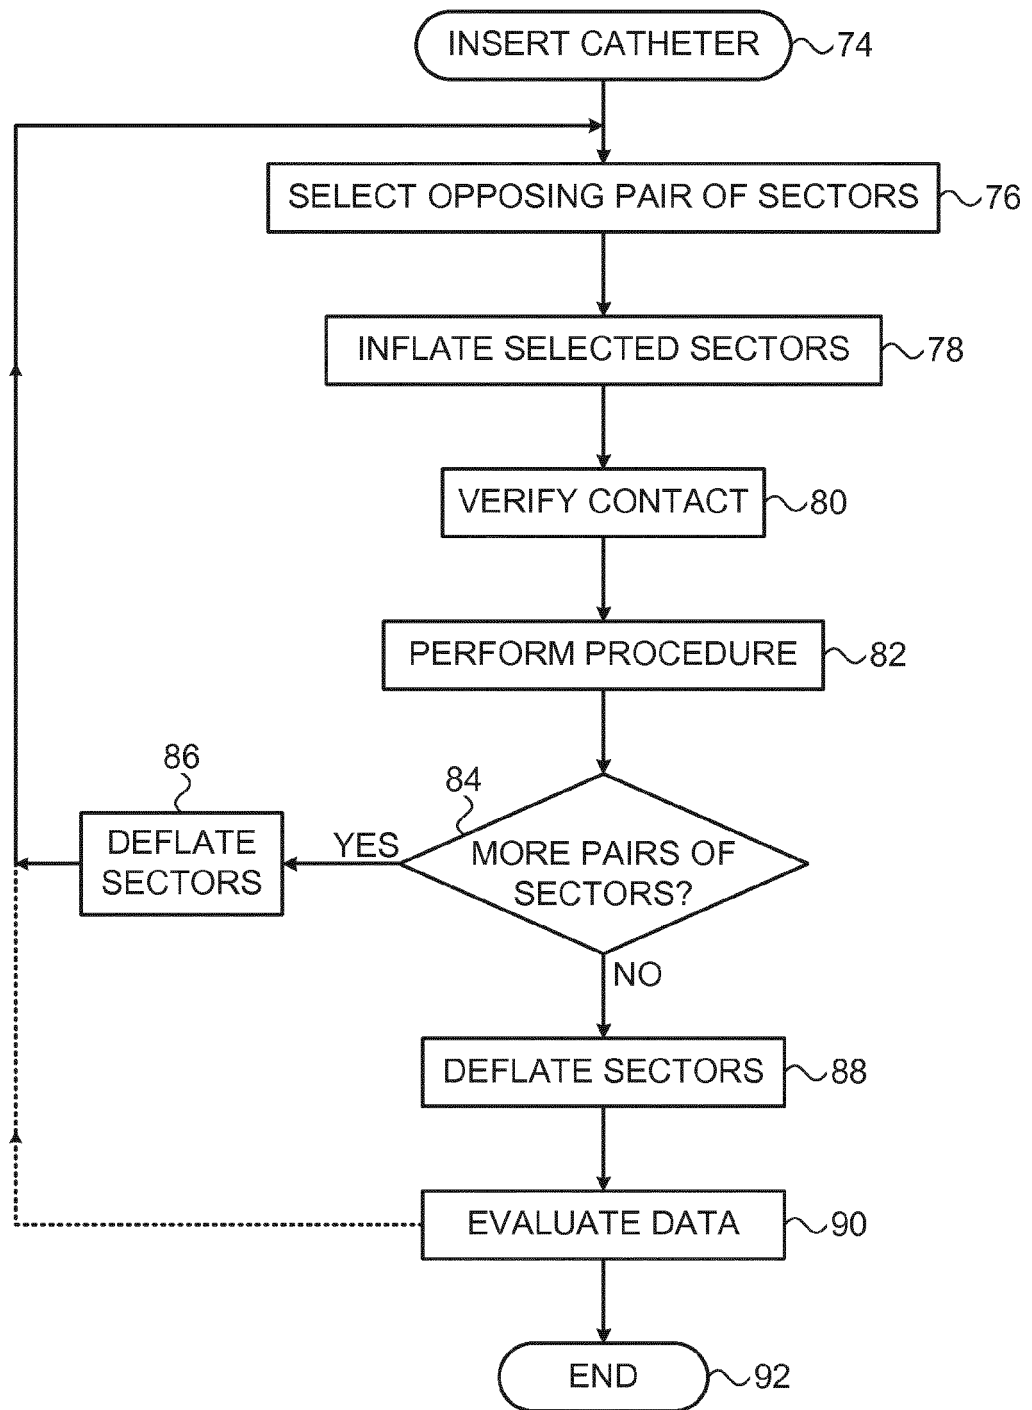 INSERT CATHETER
74
SELECT OPPOSING PAIR OF SECTORS
76
INFLATE SELECTED SECTORS
78
VERIFY CONTACT
80
PERFORM PROCEDURE
82
86
84
DEFLATE
SECTORS
YES
MORE PAIRS OF
SECTORS?
NO
DEFLATE SECTORS
88
EVALUATE DATA
90
END
92